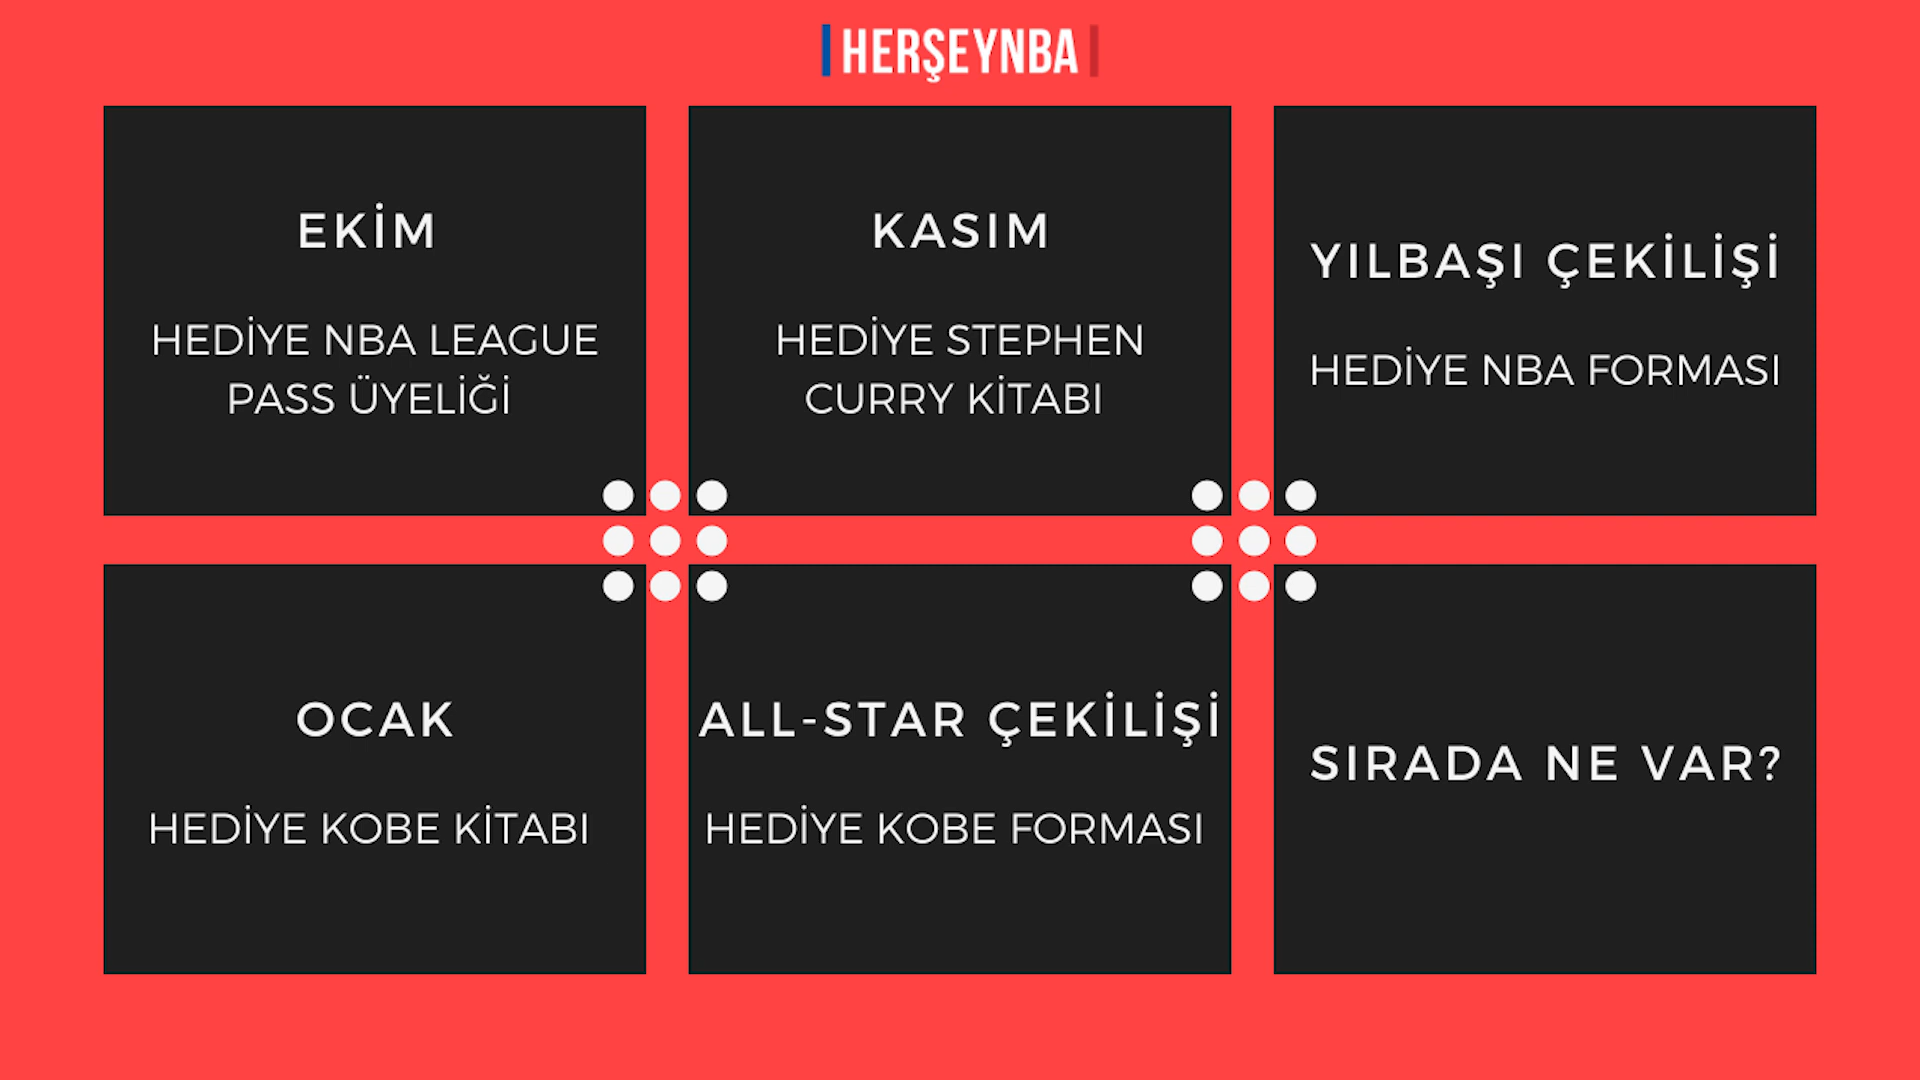 HERŞEYNBA
EKİM
HEDİYE NBA LEAGUE
PASS ÜYELİĞİ
KASIM
HEDİYE STEPHEN
CURRY KİTABI
YILBAŞI ÇEKİLİŞİ
HEDİYE NBA FORMASI
OCAK
HEDİYE KOBE KİTABI
ALL-STAR ÇEKİLİŞİ
HEDİYE KOBE FORMASI
SIRADA NE VAR?